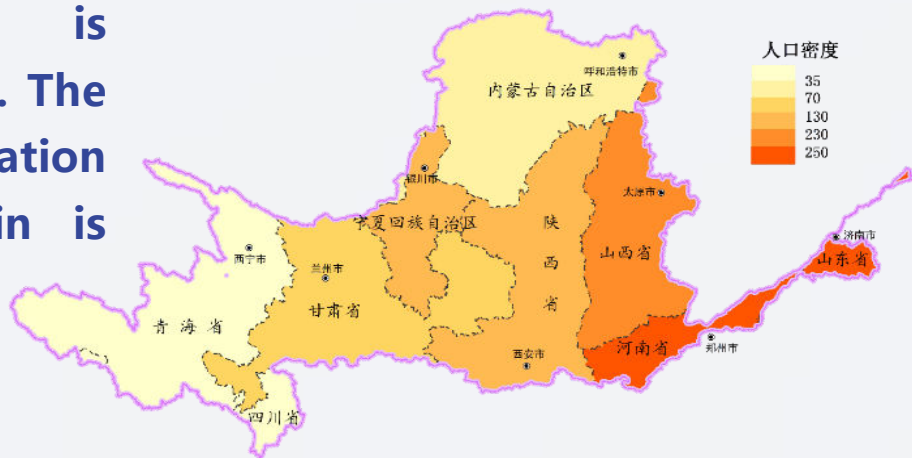 is
. The
ation
in is
人口密度
35
70
130
230
250
呼和浩特市
内蒙古自治区
银川市
太原市
宁夏回族自治区
陕
西
省
西宁市
兰州市
山西省
济南市
山东省
甘肃省
青海省
西安市
河南省
郑州市
四川省